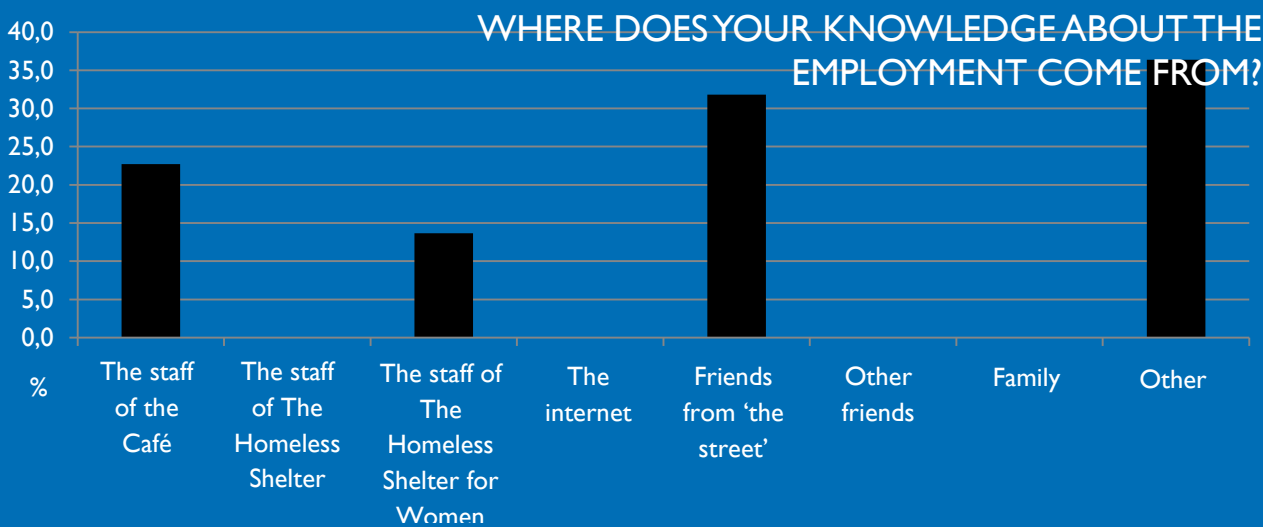 WHERE DOES YOUR KNOWLEDGE ABOUT THE
EMPLOYMENT COME FROM?
40,0
35,0
30,0
25,0
20,0
15,0
10,0
5,0
0,0
%
The staff
of the
Café
The staff
of The
Homeless
Shelter
The staff of
The
Homeless
Shelter for
Women
The
internet
Friends
from ‘the
street’
Other
friends
Family
Other